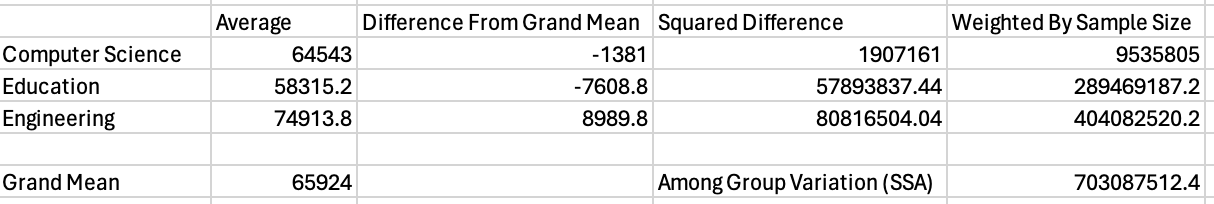 Average Difference From Grand Mean Squared Difference Weighted By Sample Size
Computer Science 64543 -1381 1907161 9535805
Education 58315.2 -7608.8 57893837.44 289469187.2
Engineering 74913.8 8989.8 80816504.04 404082520.2
Grand Mean 65924 Among Group Variation (SSA) 703087512.4